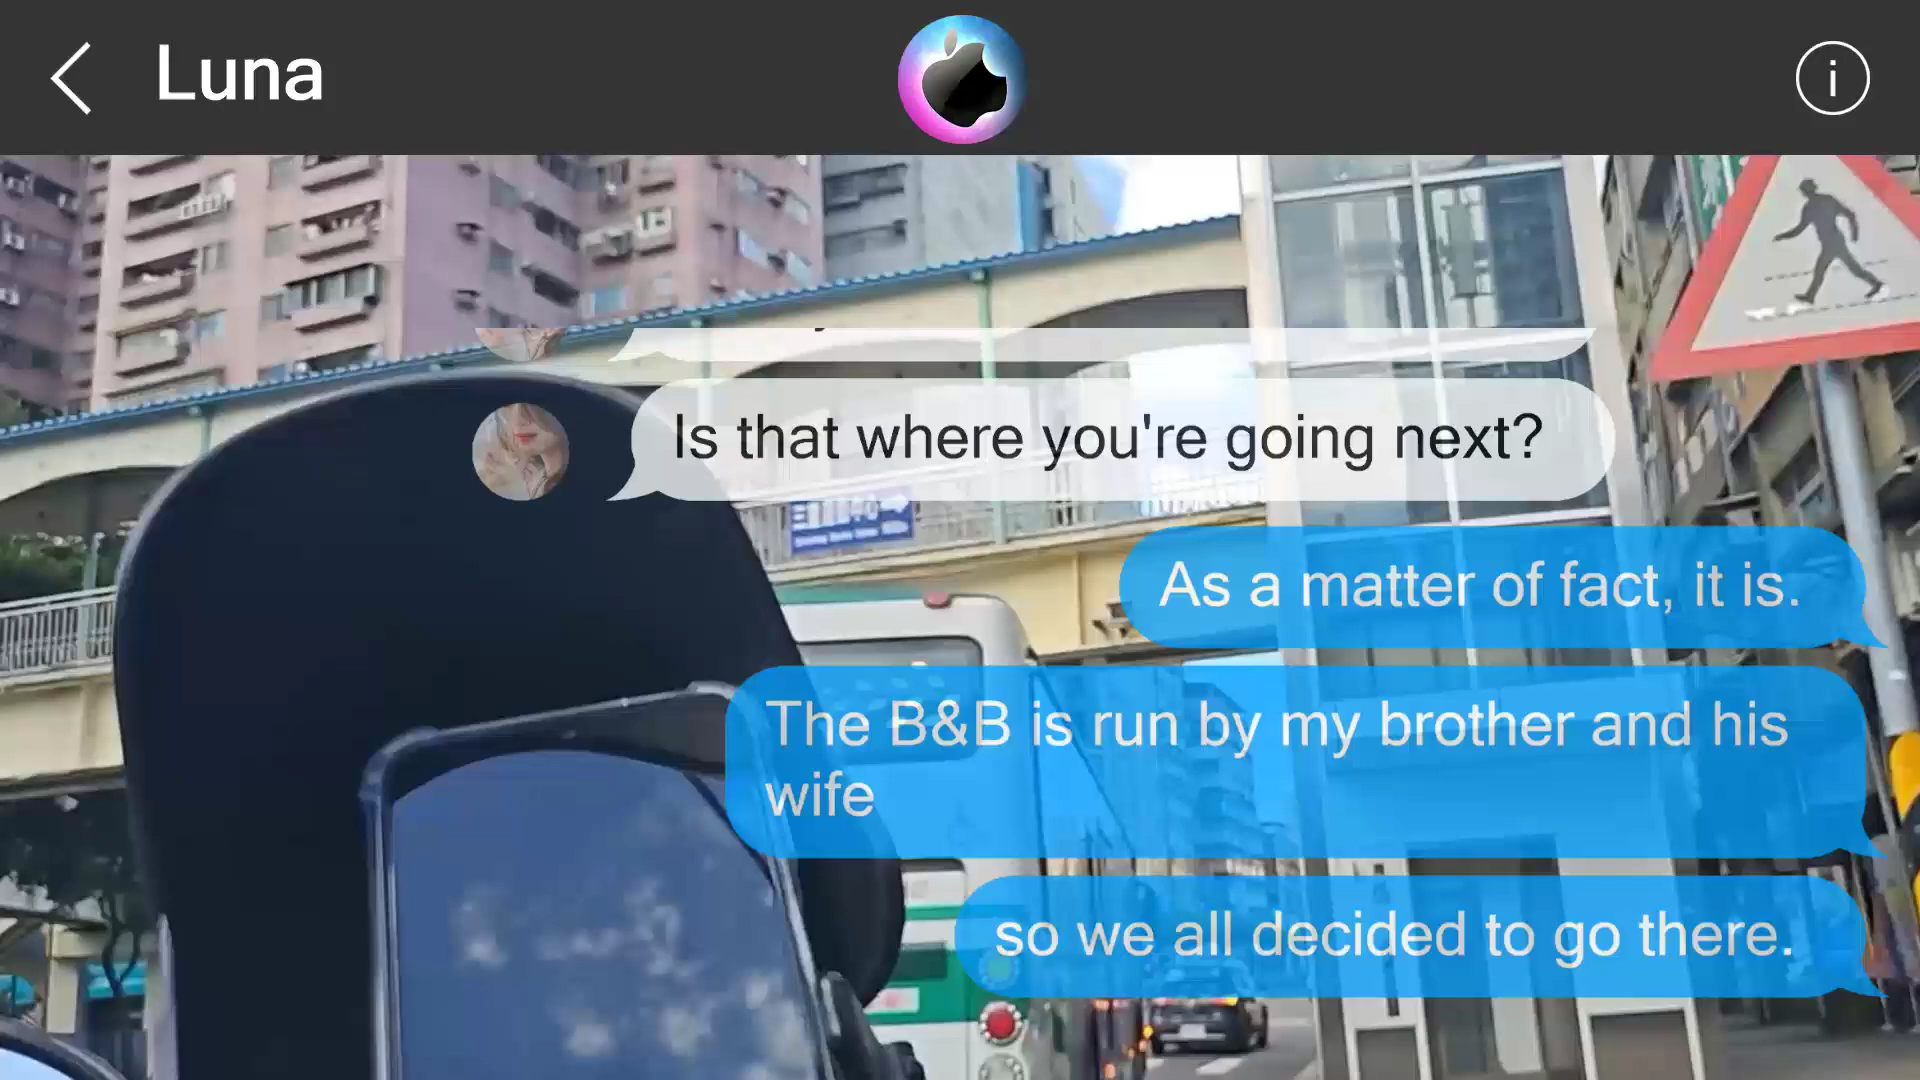 Luna
Is that where you're going next?
As a matter of fact, it is.
The B&B is run by my brother and his
wife
so we all decided to go there.